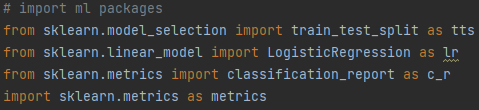 # import ml packages
from sklearn.model_selection import train_test_split as tts
from sklearn.linear_model import LogisticRegression as lr
from sklearn.metrics import classification_report as c_r
import sklearn.metrics as metrics